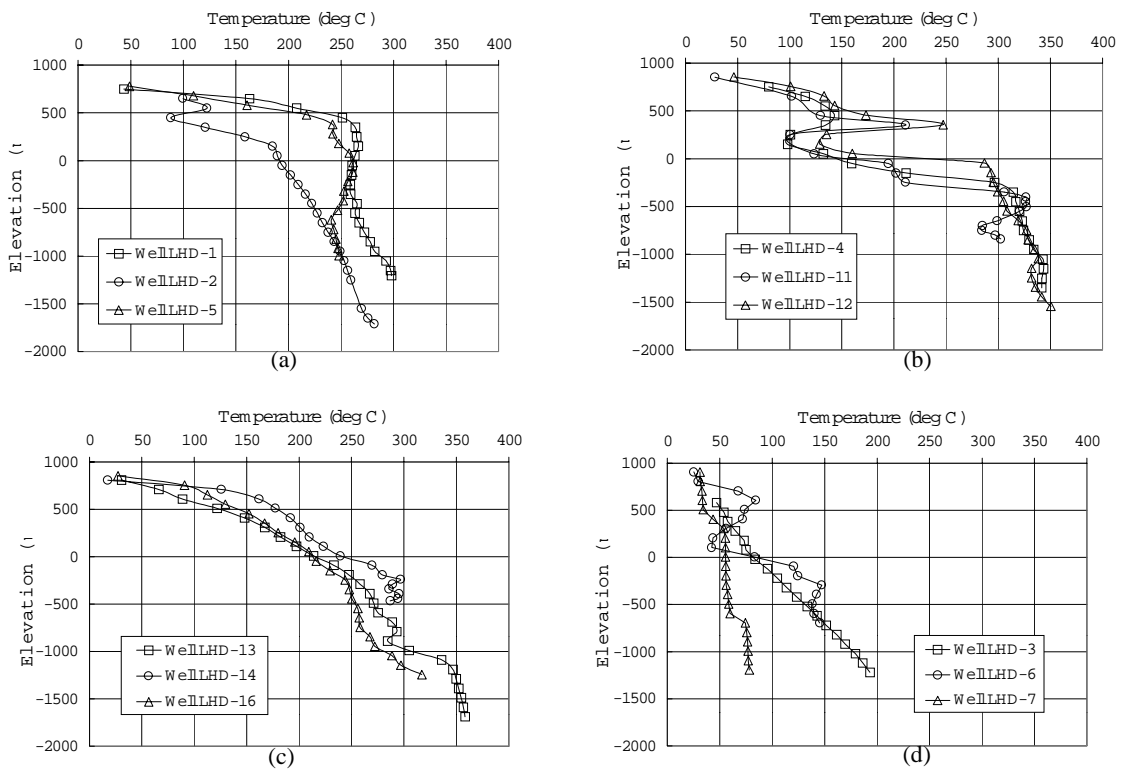 Temperature (deg C)
0 50 100 150 200 250 300 350 400
1000
500
0
-500
-1000
-1500
-2000
Elevation (
Well LHD-1
Well LHD-2
Well LHD-5
(a)
Temperature (deg C)
0 50 100 150 200 250 300 350 400
1000
500
0
-500
-1000
-1500
-2000
Elevation (
Well LHD-4
Well LHD-11
Well LHD-12
(b)
Temperature (deg C)
0 50 100 150 200 250 300 350 400
1000
500
0
-500
-1000
-1500
-2000
Elevation (
Well LHD-13
Well LHD-14
Well LHD-16
(c)
Temperature (deg C)
0 50 100 150 200 250 300 350 400
1000
500
0
-500
-1000
-1500
-2000
Elevation (
Well LHD-3
Well LHD-6
Well LHD-7
(d)